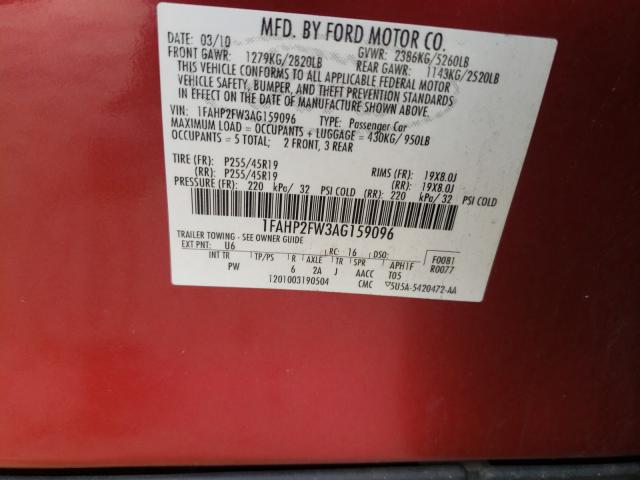 MFD. BY FORD MOTOR CO.
DATE: 03/10 GVWR: 2386KG/5260LB
FRONT GAWR: 1279KG/2820LB REAR GAWR: 1143KG/2520LB
THIS VEHICLE CONFORMS TO ALL APPLICABLE FEDERAL MOTOR
VEHICLE SAFETY, BUMPER, AND THEFT PREVENTION STANDARDS
IN EFFECT ON THE DATE OF MANUFACTURE SHOWN ABOVE.
VIN: 1FAHP2FW3AG159096 TYPE: Passenger Car
MAXIMUM LOAD = OCCUPANTS + LUGGAGE = 430KG/950LB
OCCUPANTS = 5 TOTAL; 2 FRONT, 3 REAR
TIRE (FR): P255/45R19 RIMS (FR): 19X8.0J
(RR): P255/45R19 (RR): 19X8.0J
PRESSURE (FR): 220 kPa/ 32 PSI COLD (RR): 220 kPa/ 32 PSI COLD
1FAHP2FW3AG159096
TRAILER TOWING - SEE OWNER GUIDE
EXT PNT: U6 RC: 16 DSO: F0081
INT TR TP/PS R AXLE TR SPR APHTF R0077
PW 6 2A J AACC T05
1201003190504 CMC 5U5A-5420472-AA